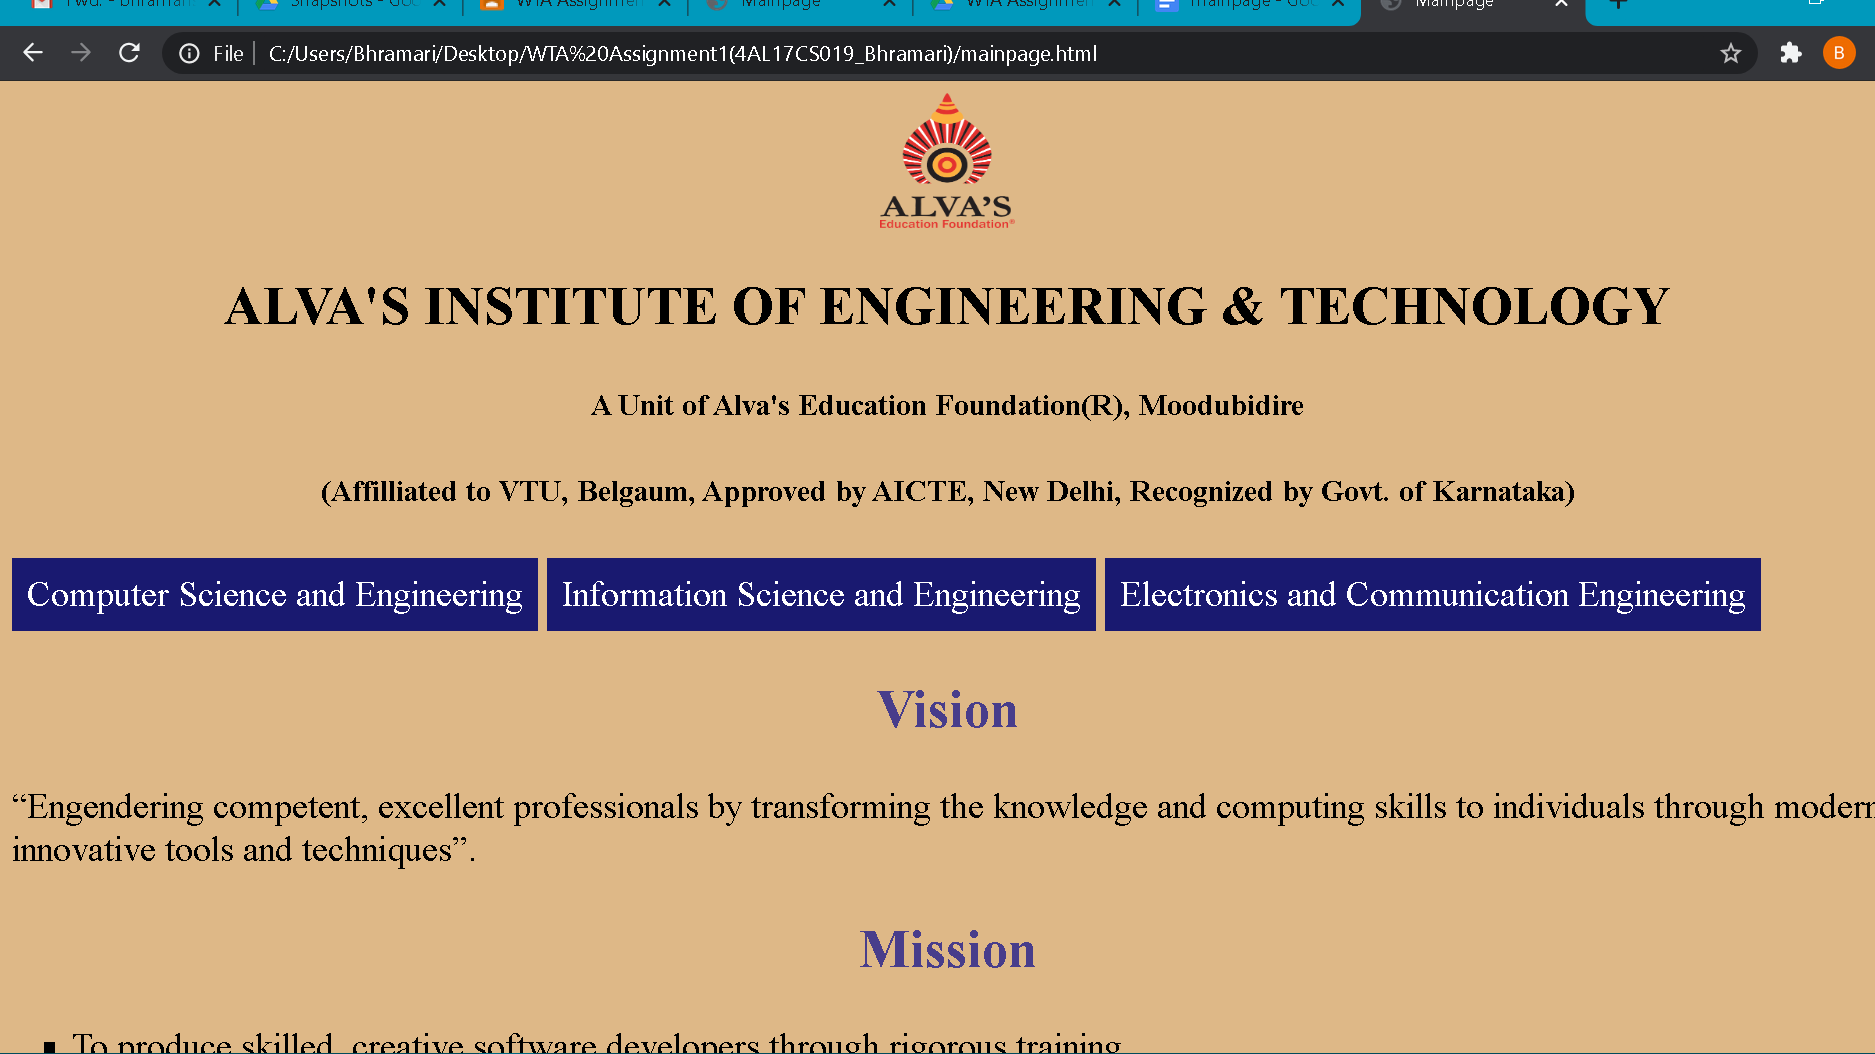 Snapshots - Goo
WTA Assignmen
Mainpage
WTA Assignmen
mainpage - Goo
Mainpage
File
C:/Users/Bhramari/Desktop/WTA%20Assignment1(4AL17CS019_Bhramari)/mainpage.html
B
ALVA'S
Education Foundation®
ALVA'S INSTITUTE OF ENGINEERING & TECHNOLOGY
A Unit of Alva's Education Foundation(R), Moodubidire
(Affilliated to VTU, Belgaum, Approved by AICTE, New Delhi, Recognized by Govt. of Karnataka)
Computer Science and Engineering
Information Science and Engineering
Electronics and Communication Engineering
Vision
“Engendering competent, excellent professionals by transforming the knowledge and computing skills to individuals through modern
innovative tools and techniques”.
Mission
To produce skilled, creative software developers through rigorous training